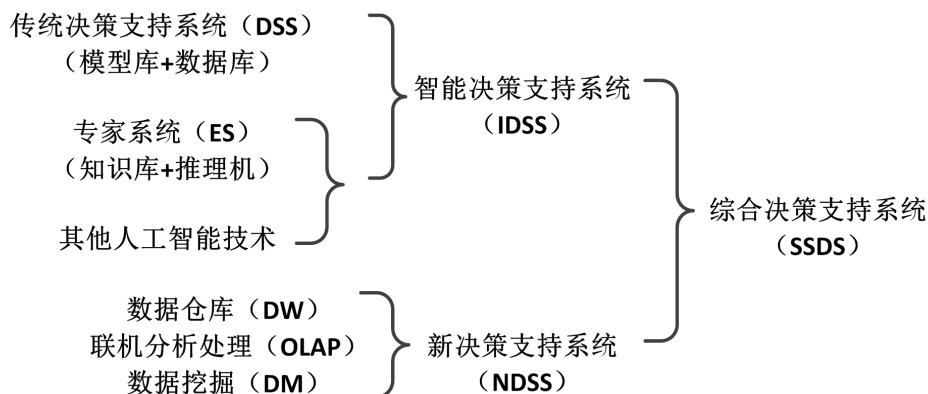 传统决策支持系统（DSS）
（模型库+数据库）
智能决策支持系统
（IDSS）
专家系统（ES）
（知识库+推理机）
其他人工智能技术
综合决策支持系统
（SSDS）
数据仓库（DW）
联机分析处理（OLAP）
数据挖掘（DM）
新决策支持系统
（NDSS）